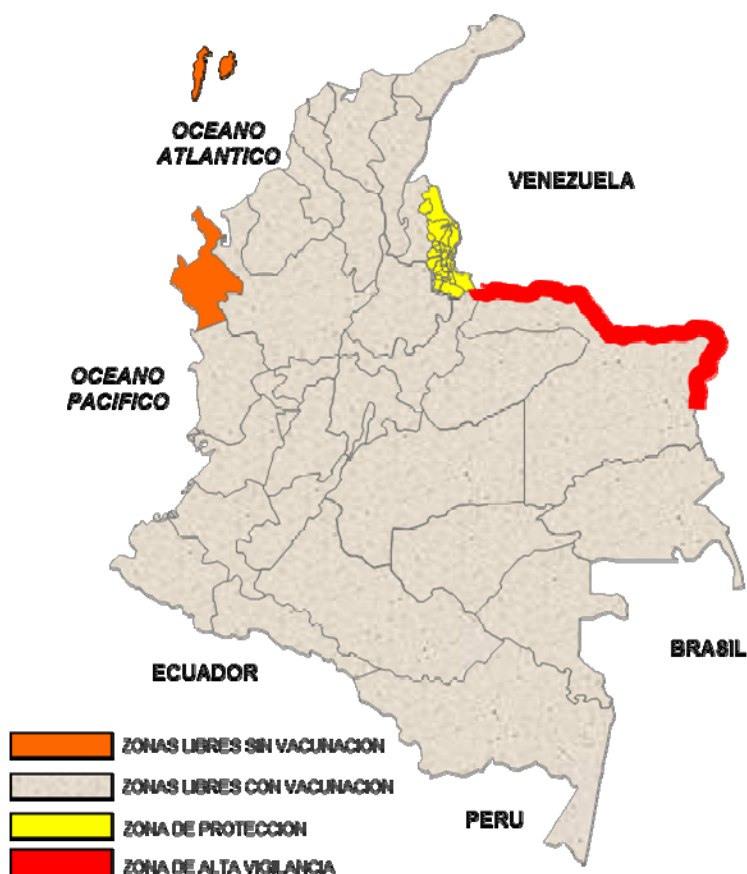 OCEANO
ATLANTICO
VENEZUELA
OCEANO
PACIFICO
BRASIL
ECUADOR
PERU
ZONAS LIBRES SIN VACUNACION
ZONAS LIBRES CON VACUNACION
ZONA DE PROTECCION
ZONA DE ALTA VIGILANCIA